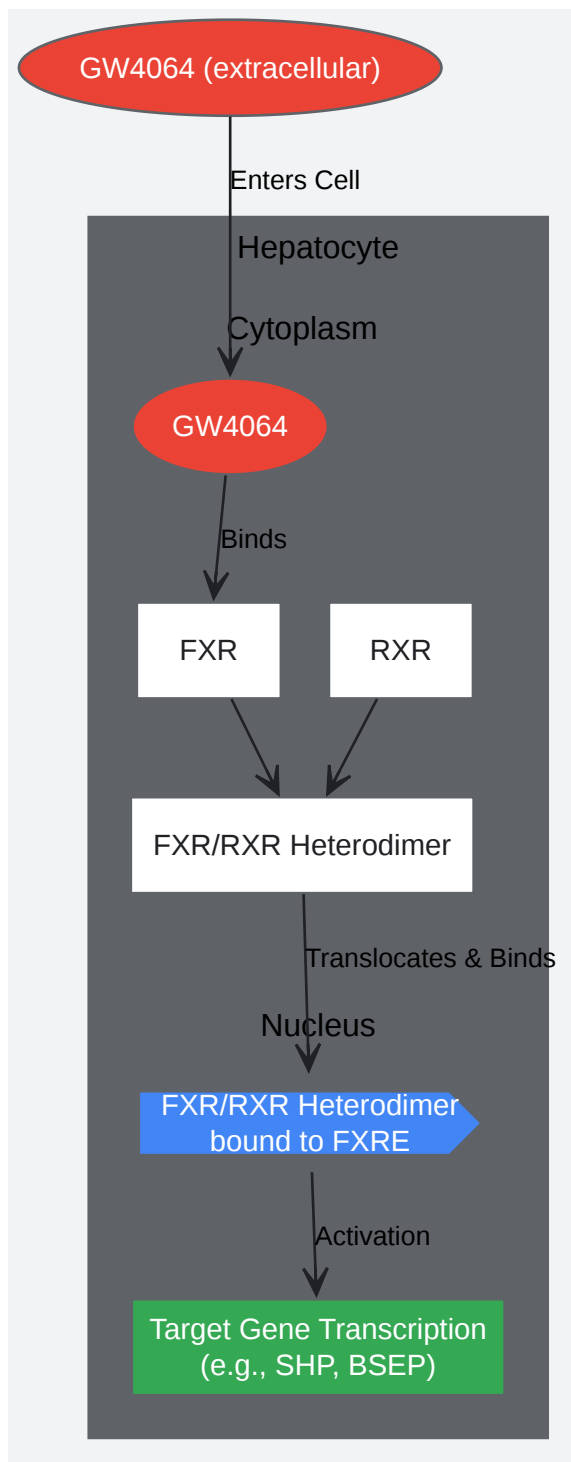 GW4064 (extracellular)
Enters Cell
Hepatocyte
Cytoplasm
GW4064
Binds
FXR
RXR
FXR/RXR Heterodimer
Translocates & Binds
Nucleus
FXR/RXR Heterodimer
bound to FXRE
Activation
Target Gene Transcription
(e.g., SHP, BSEP)